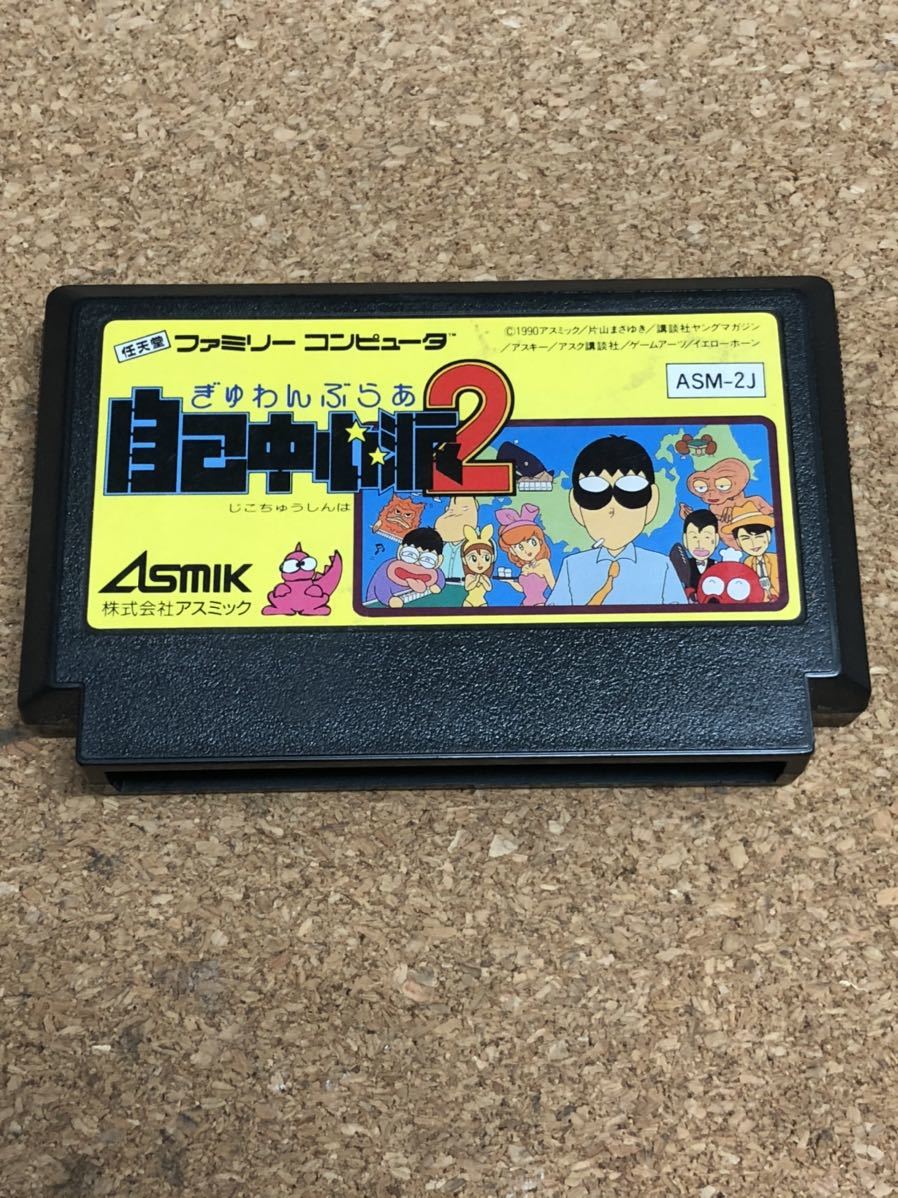 任天堂 ファミリー コンピュータ™
©1990アスミック/片山まさゆき/講談社ヤングマガジン
/アスキー/アスク講談社/ゲームアーツ/イエローホーン
ASM-2J
ぎゅわんぶらあ
自己中心派2
じこちゅうしんは
ASMIK
株式会社アスミック